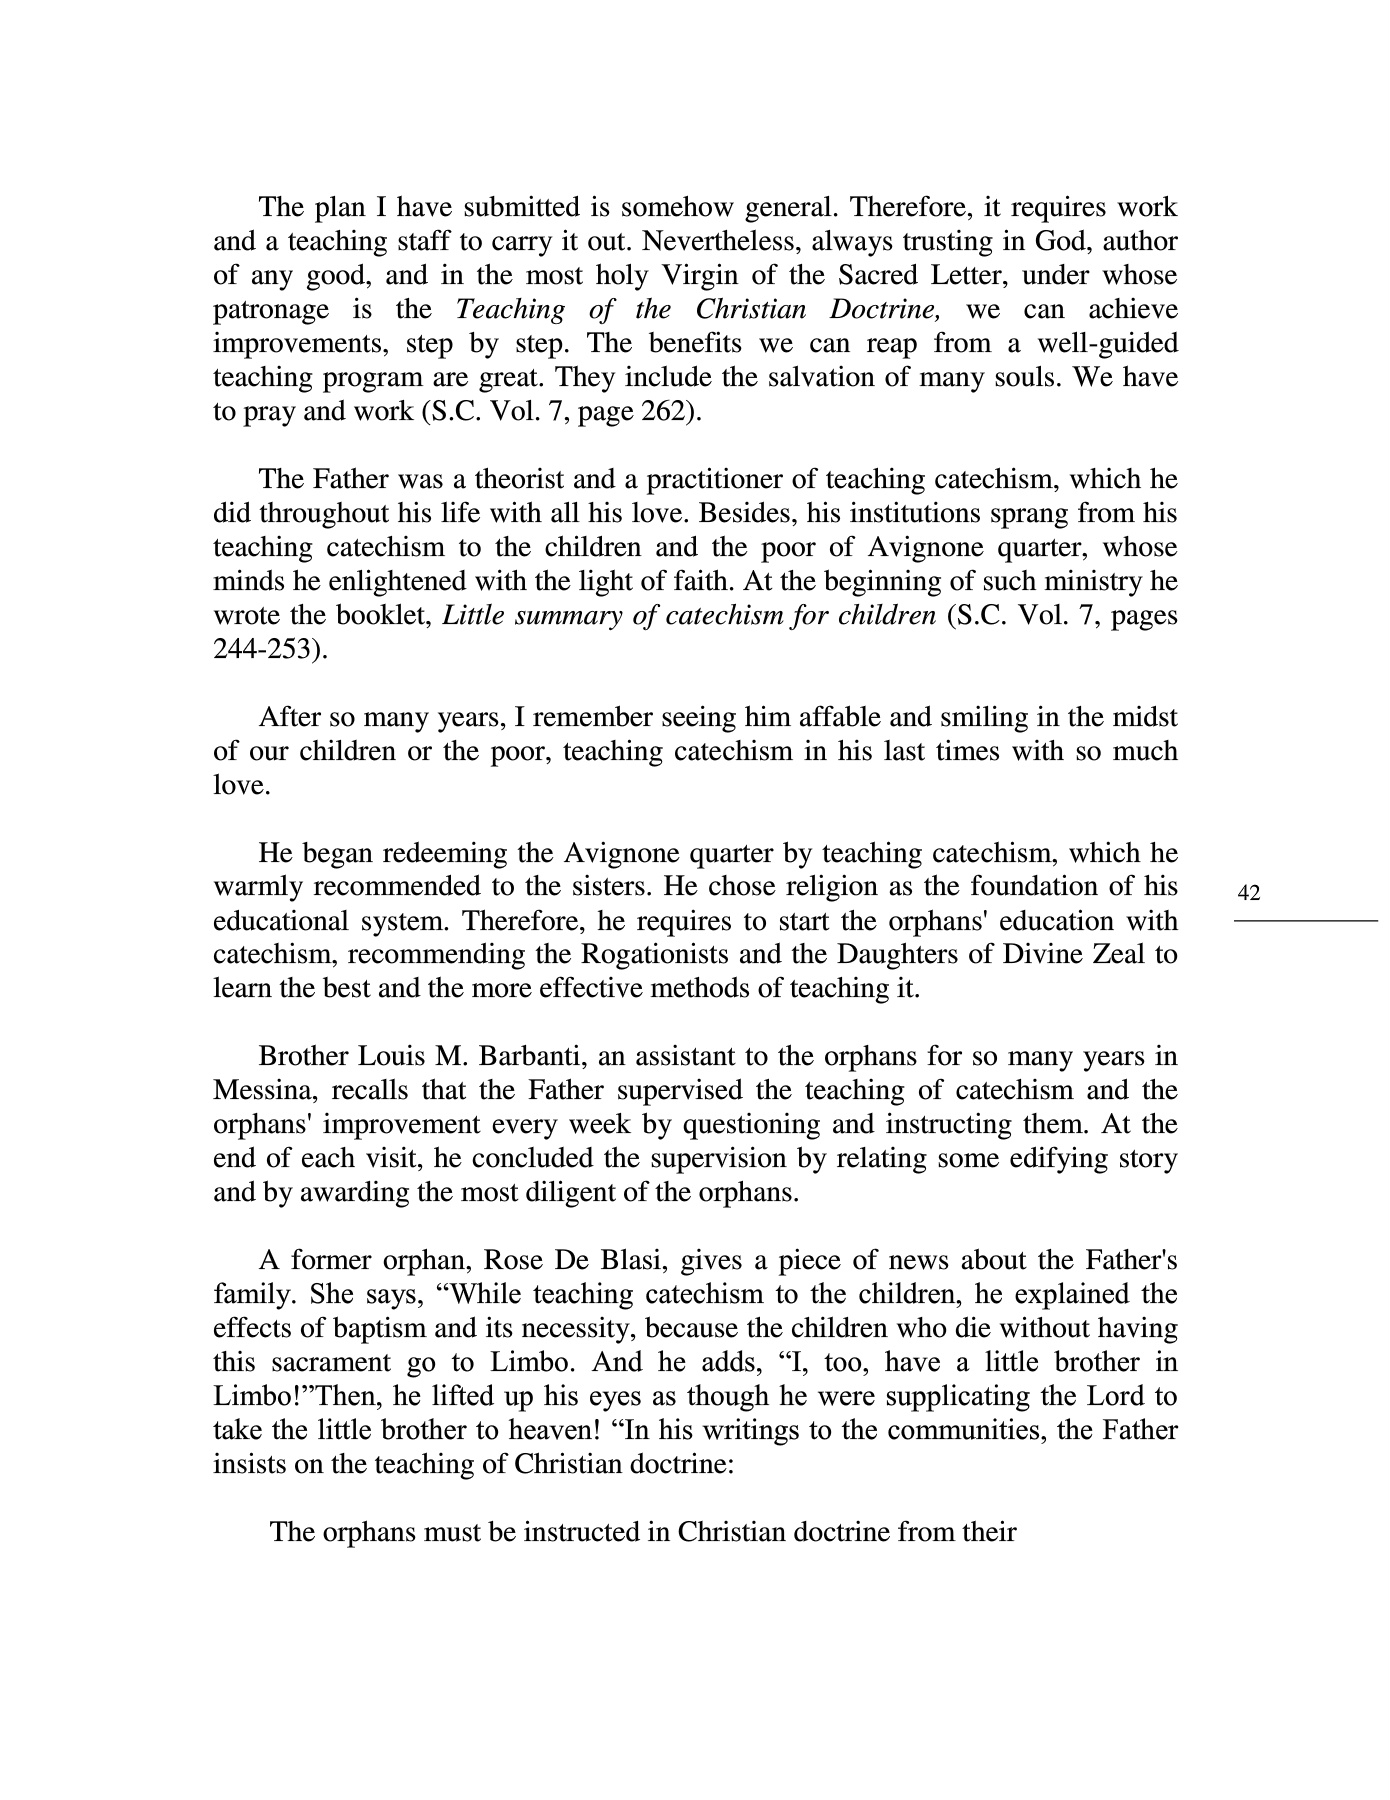 The plan I have submitted is somehow general. Therefore, it requires work
and a teaching staff to carry it out. Nevertheless, always trusting in God, author
of any good, and in the most holy Virgin of the Sacred Letter, under whose
patronage is the Teaching of the Christian Doctrine, we can achieve
improvements, step by step. The benefits we can reap from a well-guided
teaching program are great. They include the salvation of many souls. We have
to pray and work (S.C. Vol. 7, page 262).
The Father was a theorist and a practitioner of teaching catechism, which he
did throughout his life with all his love. Besides, his institutions sprang from his
teaching catechism to the children and the poor of Avignone quarter, whose
minds he enlightened with the light of faith. At the beginning of such ministry he
wrote the booklet, Little summary of catechism for children (S.C. Vol. 7, pages
244-253).
After so many years, I remember seeing him affable and smiling in the midst
of our children or the poor, teaching catechism in his last times with so much
love.
He began redeeming the Avignone quarter by teaching catechism, which he
warmly recommended to the sisters. He chose religion as the foundation of his
educational system. Therefore, he requires to start the orphans' education with
catechism, recommending the Rogationists and the Daughters of Divine Zeal to
learn the best and the more effective methods of teaching it.
42
Brother Louis M. Barbanti, an assistant to the orphans for so many years in
Messina, recalls that the Father supervised the teaching of catechism and the
orphans' improvement every week by questioning and instructing them. At the
end of each visit, he concluded the supervision by relating some edifying story
and by awarding the most diligent of the orphans.
A former orphan, Rose De Blasi, gives a piece of news about the Father's
family. She says, “While teaching catechism to the children, he explained the
effects of baptism and its necessity, because the children who die without having
this sacrament go to Limbo. And he adds, “I, too, have a little brother in
Limbo!”Then, he lifted up his eyes as though he were supplicating the Lord to
take the little brother to heaven! “In his writings to the communities, the Father
insists on the teaching of Christian doctrine:
The orphans must be instructed in Christian doctrine from their